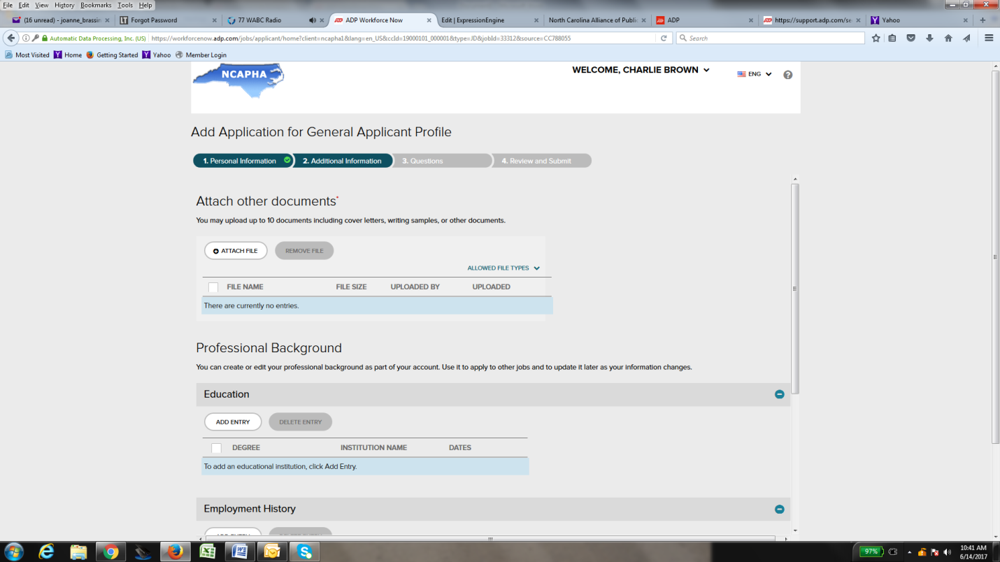 File Edit View History Bookmarks Tools Help
(16 unread) - joanne_brassin
Forgot Password
77 WABC Radio
ADP Workforce Now
Edit | ExpressionEngine
North Carolina Alliance of Public
ADP
https://support.adp.com/se
Yahoo
Automatic Data Processing, Inc. (US)
https://workforcenow.adp.com/jobs/applicant/home?client=ncapha1&lang=en_US&ccId=19000101_000001&type=JD&jobId=33312&source=CC788055
Search
Most Visited Home Getting Started Yahoo Member Login
NCAPHA
WELCOME, CHARLIE BROWN
ENG
?
Add Application for General Applicant Profile
1. Personal Information 2. Additional Information 3. Questions 4. Review and Submit
Attach other documents*
You may upload up to 10 documents including cover letters, writing samples, or other documents.
ATTACH FILE REMOVE FILE
ALLOWED FILE TYPES
FILE NAME FILE SIZE UPLOADED BY UPLOADED
There are currently no entries.
Professional Background
You can create or edit your professional background as part of your account. Use it to apply to other jobs and to update it later as your information changes.
Education
ADD ENTRY DELETE ENTRY
DEGREE INSTITUTION NAME DATES
To add an educational institution, click Add Entry.
Employment History
ADD ENTRY DELETE ENTRY
97%
10:41 AM
6/14/2017